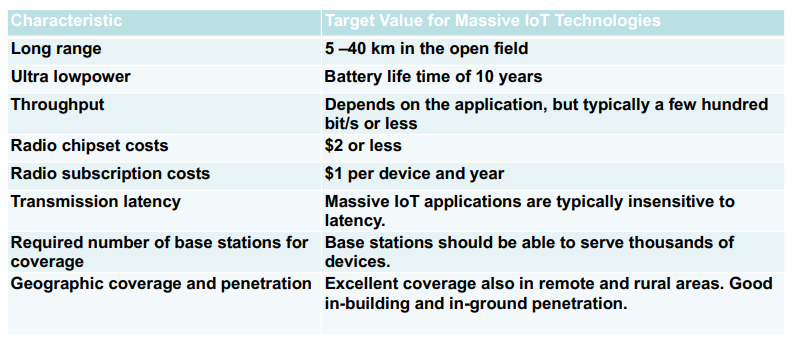 Characteristic Target Value for Massive IoT Technologies
Long range 5 –40 km in the open field
Ultra lowpower Battery life time of 10 years
Throughput Depends on the application, but typically a few hundred
bit/s or less
Radio chipset costs $2 or less
Radio subscription costs $1 per device and year
Transmission latency Massive IoT applications are typically insensitive to
latency.
Required number of base stations for Base stations should be able to serve thousands of
coverage devices.
Geographic coverage and penetration Excellent coverage also in remote and rural areas. Good
in-building and in-ground penetration.